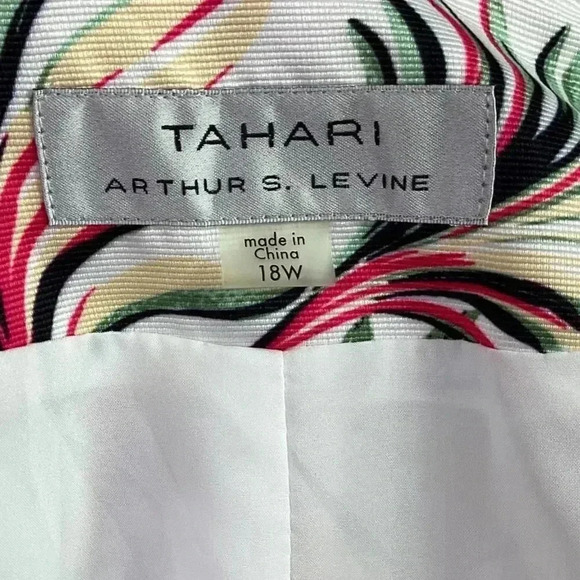 TAHARI
ARTHUR S. LEVINE
made in
China
18W